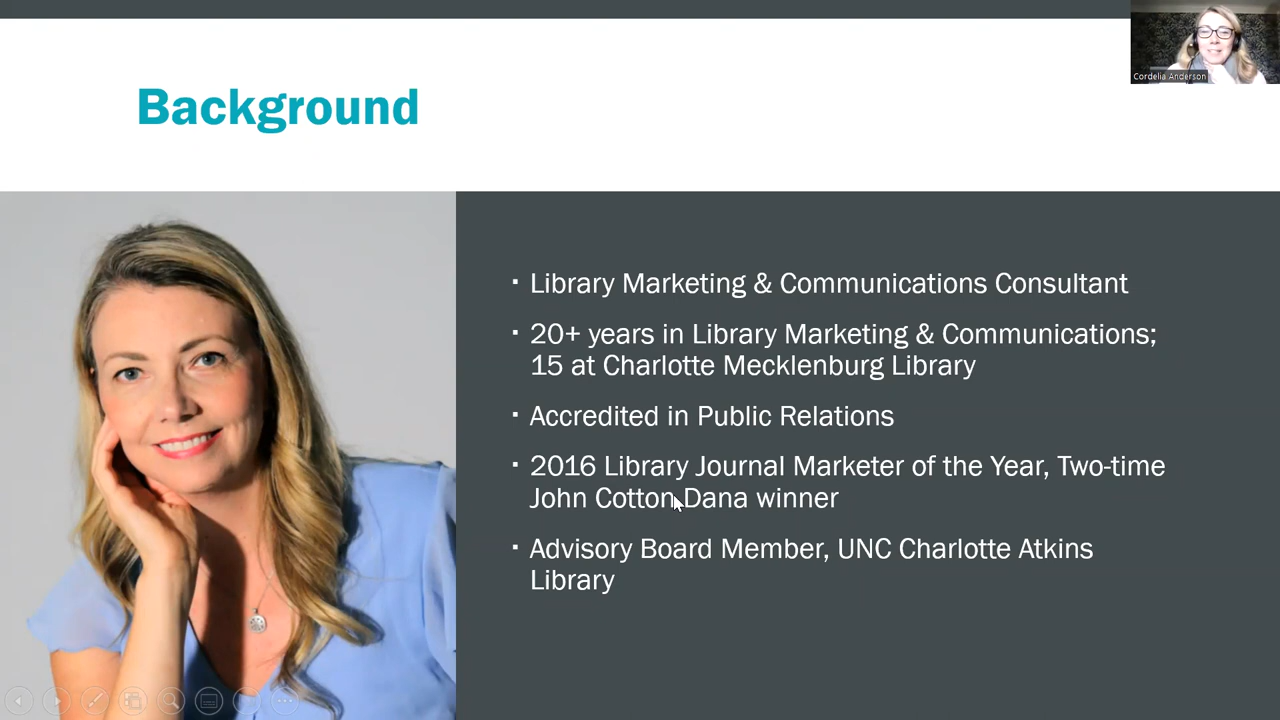 Cordelia Anderson
Background
▪ Library Marketing & Communications Consultant
▪ 20+ years in Library Marketing & Communications;
15 at Charlotte Mecklenburg Library
▪ Accredited in Public Relations
▪ 2016 Library Journal Marketer of the Year, Two-time
John Cotton Dana winner
▪ Advisory Board Member, UNC Charlotte Atkins
Library